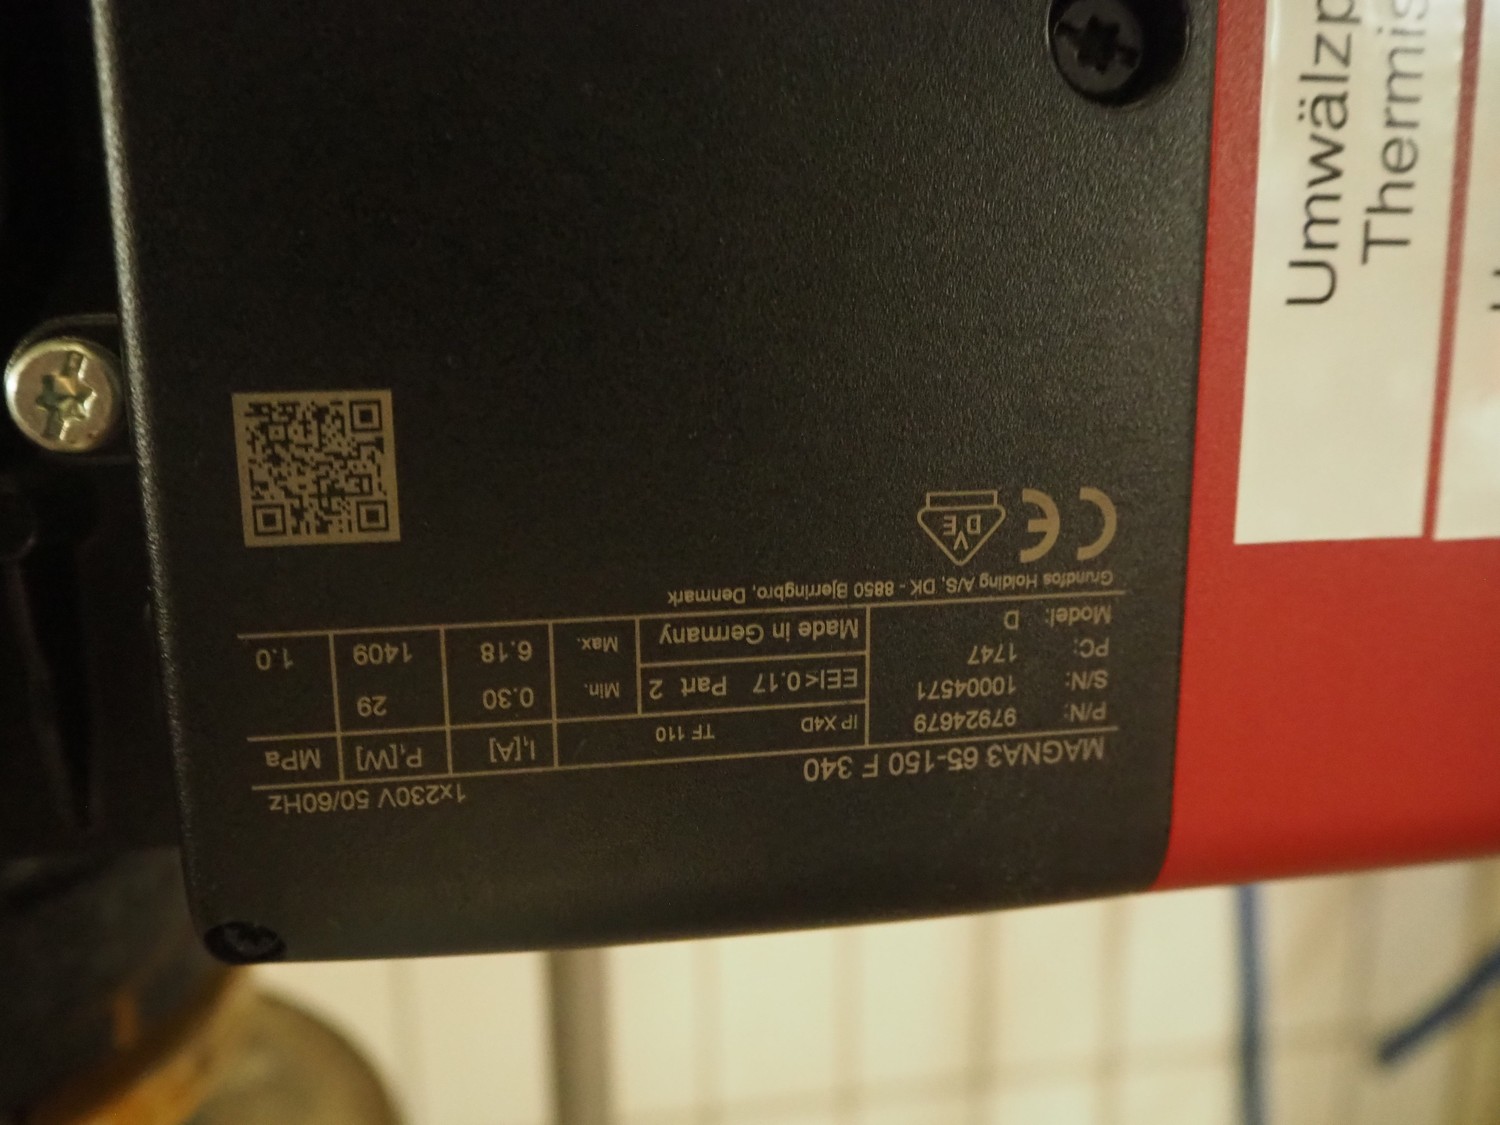 MAGNA3 65-150 F 340
1x230V 50/60Hz
P/N: 97924679
S/N: 10004571
PC: 1747
Model: D
IP X4D TF 110
EEI<0.17 Part 2
Made in Germany
I₁[A] P₁[W] MPa
Min. 0.30 29
Max. 6.18 1409 1.0
Grundfos Holding A/S, DK - 8850 Bjerringbro, Denmark
CE
VDE